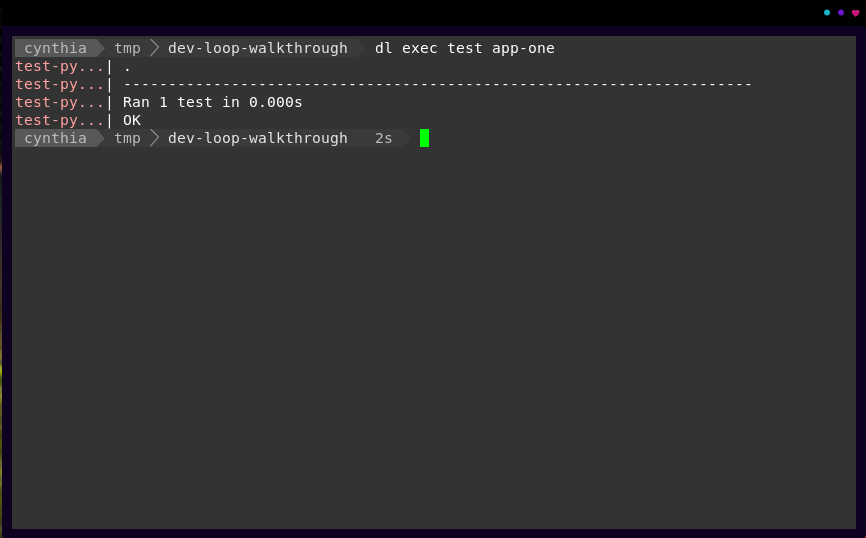 cynthia tmp dev-loop-walkthrough dl exec test app-one
test-py...| .
test-py...| ----------------------------------------------------------------------
test-py...| Ran 1 test in 0.000s
test-py...| OK
cynthia tmp dev-loop-walkthrough 2s